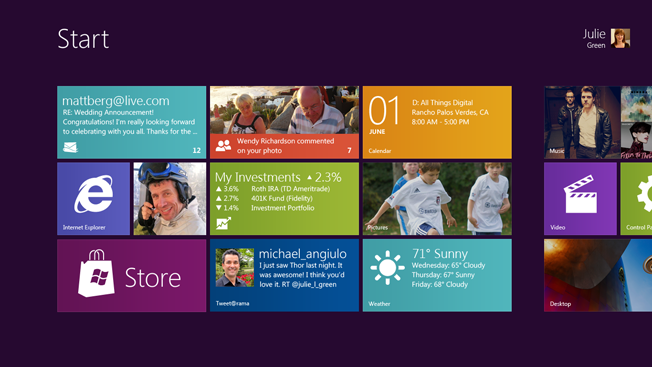 Start
Julie
Green
mattberg@live.com
RE: Wedding Announcement!
Congratulations! I'm really looking forward
to celebrating with you all. Thanks for the ...
12
Wendy Richardson commented
on your photo
7
01
JUNE
D: All Things Digital
Rancho Palos Verdes, CA
8:00 AM - 5:00 PM
Calendar
Music
Internet Explorer
My Investments ▲ 2.3%
▲ 3.6% Roth IRA (TD Ameritrade)
▲ 2.7% 401K Fund (Fidelity)
▼ 1.4% Investment Portfolio
Pictures
Video
Control Pa
Store
michael_angiulo
I just saw Thor last night. It
was awesome! I think you'd
love it. RT @julie_l_green
Tweet@rama
71° Sunny
Wednesday: 65° Cloudy
Thursday: 67° Sunny
Friday: 68° Cloudy
Weather
Desktop